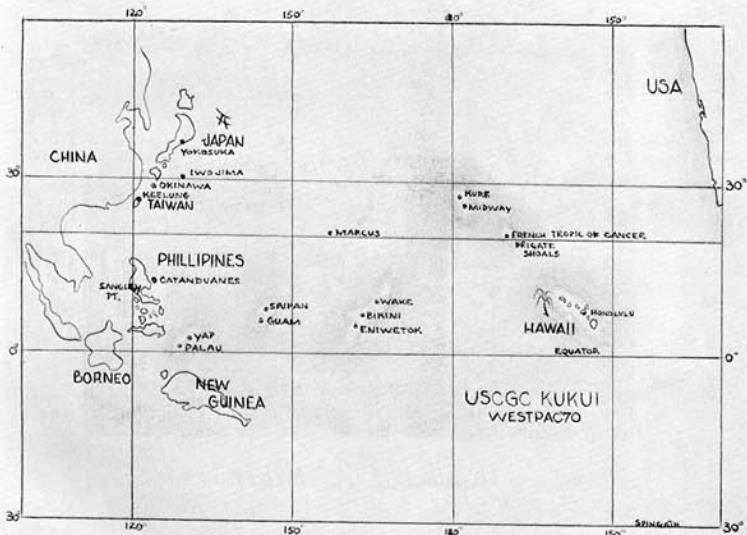 120°
150°
180°
150°
USA
JAPAN
YOKOSUKA
CHINA
30°
IWOJIMA
OKINAWA
KEELUNG
TAIWAN
30°
KURE
MIDWAY
MARCUS
FRENCH TROPIC OF CANCER
FRIGATE
SHOALS
PHILLIPINES
SANGLEY
PT.
CATANDUANES
SAIPAN
GUAM
WAKE
BIKINI
ENIWETOK
HONOLULU
HAWAII
YAP
PALAU
0°
EQUATOR
0°
BORNEO
NEW
GUINEA
USCGC KUKUI
WESTPAC70
30°
120°
150°
180°
150°
30°